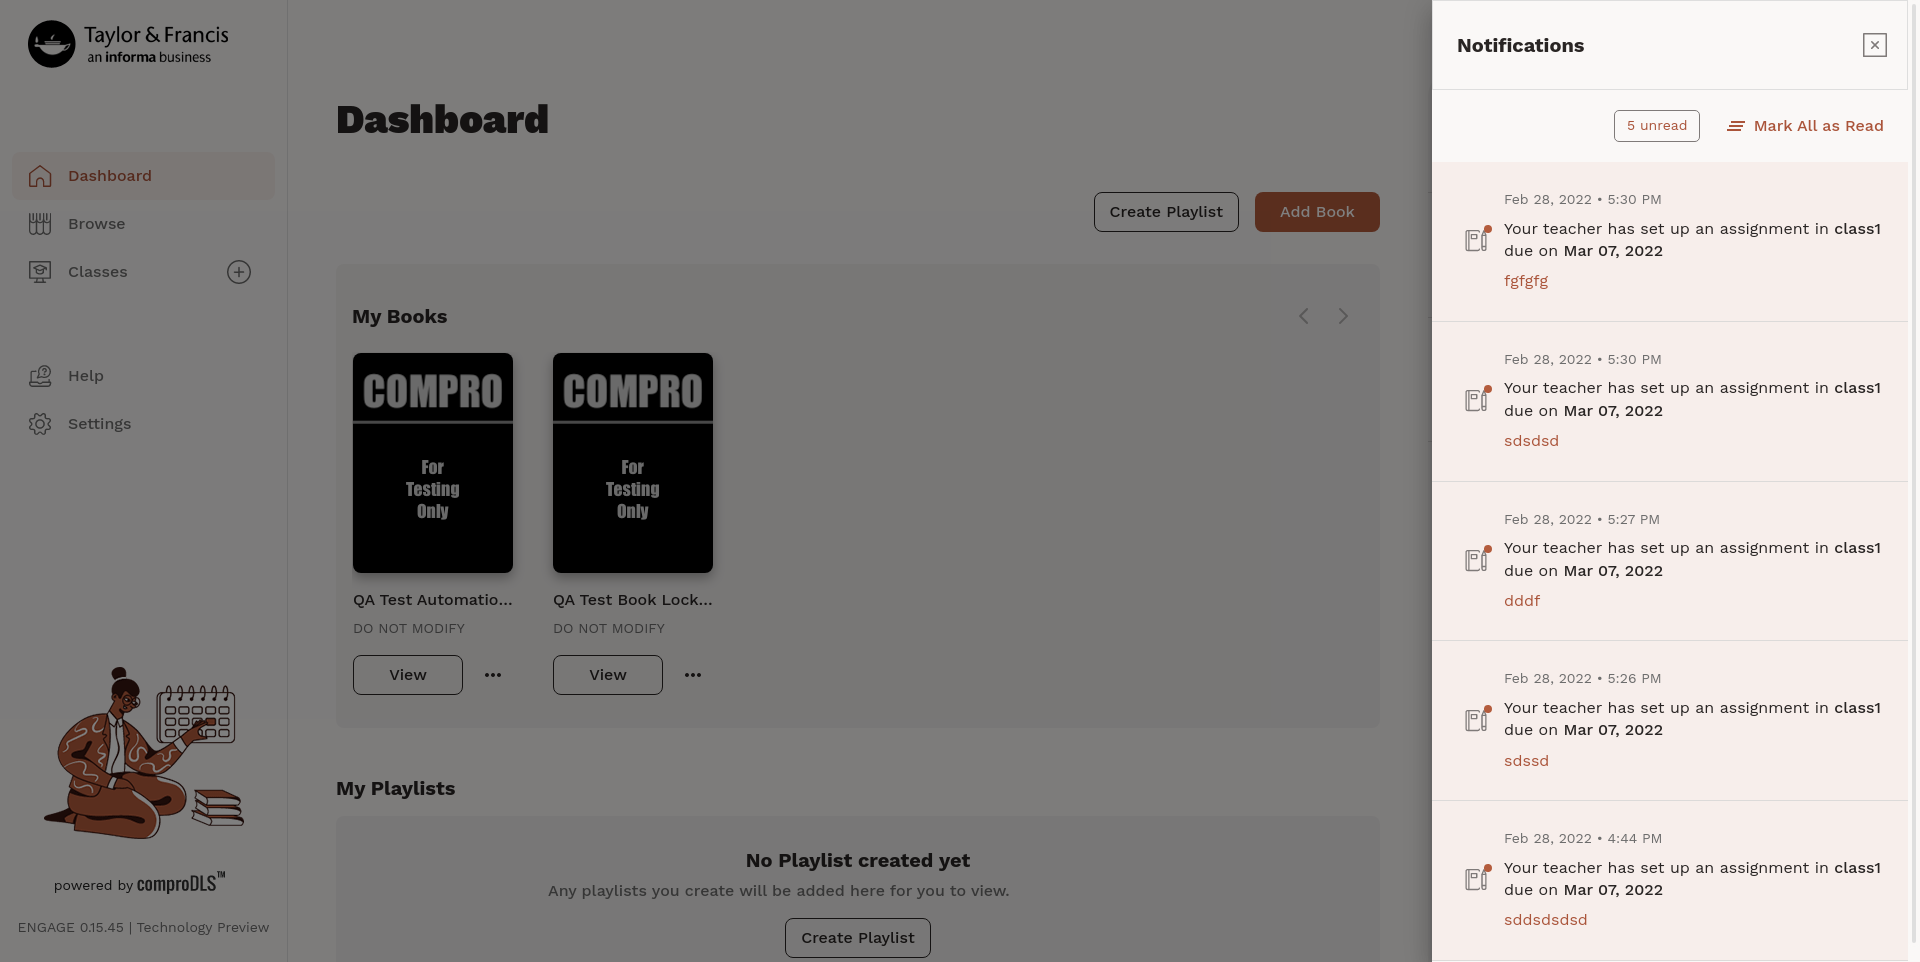 Taylor & Francis
an informa business
Dashboard
Browse
Classes
Help
Settings
powered by comproDLS™
ENGAGE 0.15.45 | Technology Preview
Dashboard
Create Playlist
Add Book
My Books
COMPRO
For
Testing
Only
QA Test Automatio...
DO NOT MODIFY
View
COMPRO
For
Testing
Only
QA Test Book Lock...
DO NOT MODIFY
View
My Playlists
No Playlist created yet
Any playlists you create will be added here for you to view.
Create Playlist
Notifications
5 unread
Mark All as Read
Feb 28, 2022 • 5:30 PM
Your teacher has set up an assignment in class1
due on Mar 07, 2022
fgfgfg
Feb 28, 2022 • 5:30 PM
Your teacher has set up an assignment in class1
due on Mar 07, 2022
sdsdsd
Feb 28, 2022 • 5:27 PM
Your teacher has set up an assignment in class1
due on Mar 07, 2022
dddf
Feb 28, 2022 • 5:26 PM
Your teacher has set up an assignment in class1
due on Mar 07, 2022
sdssd
Feb 28, 2022 • 4:44 PM
Your teacher has set up an assignment in class1
due on Mar 07, 2022
sddsdsdsd